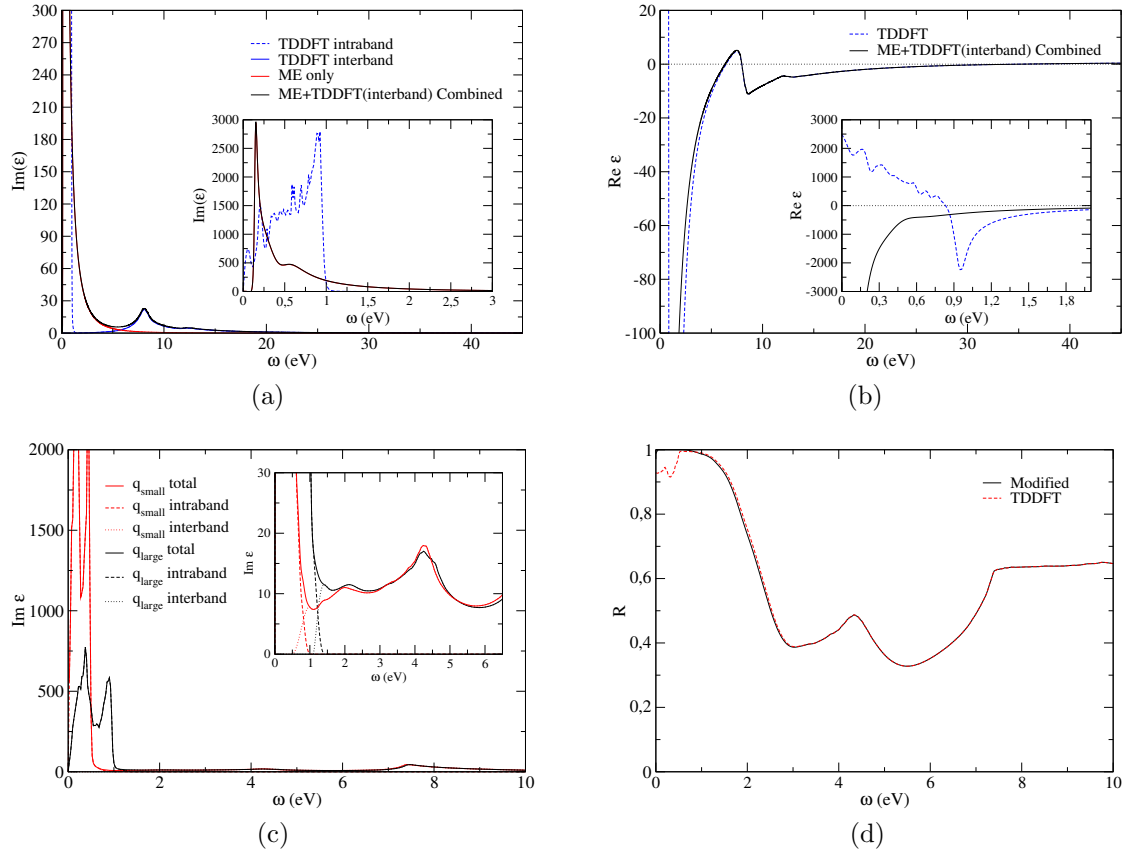 300
270
240
210
180
150
120
90
60
30
0
Im(ε)
0
10
20
30
40
ω (eV)
TDDFT intraband
TDDFT interband
ME only
ME+TDDFT(interband) Combined
3000
2500
2000
1500
1000
500
0
Im(ε)
0
0,5
1
1,5
2
2,5
3
ω (eV)
(a)
20
0
-20
-40
-60
-80
-100
Re ε
0
10
20
30
40
ω (eV)
TDDFT
ME+TDDFT(interband) Combined
3000
2000
1000
0
-1000
-2000
-3000
Re ε
0
0,3
0,6
0,9
1,2
1,5
1,8
ω (eV)
(b)
2000
1750
1500
1250
1000
750
500
250
0
Im ε
0
2
4
6
8
10
ω (eV)
q_small total
q_small intraband
q_small interband
q_large total
q_large intraband
q_large interband
30
20
10
0
Im ε
0
1
2
3
4
5
6
ω (eV)
(c)
1
0,8
0,6
0,4
0,2
0
R
0
2
4
6
8
10
ω (eV)
Modified
TDDFT
(d)